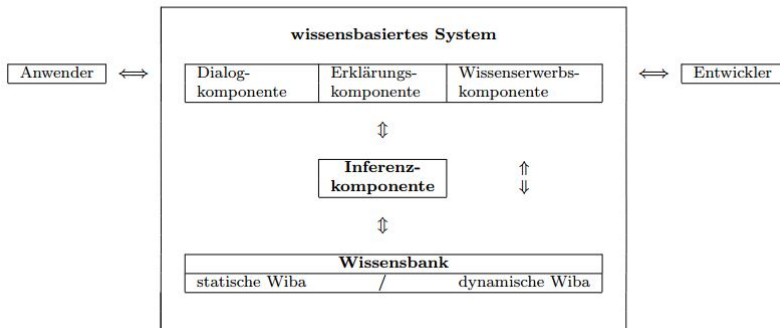 wissensbasiertes System
Anwender ⟺ Dialog- Erklärungs- Wissenserwerbs- ⟺ Entwickler
komponente komponente komponente
⇕
Inferenz- ⇑
komponente ⇓
⇕
Wissensbank
statische Wiba / dynamische Wiba